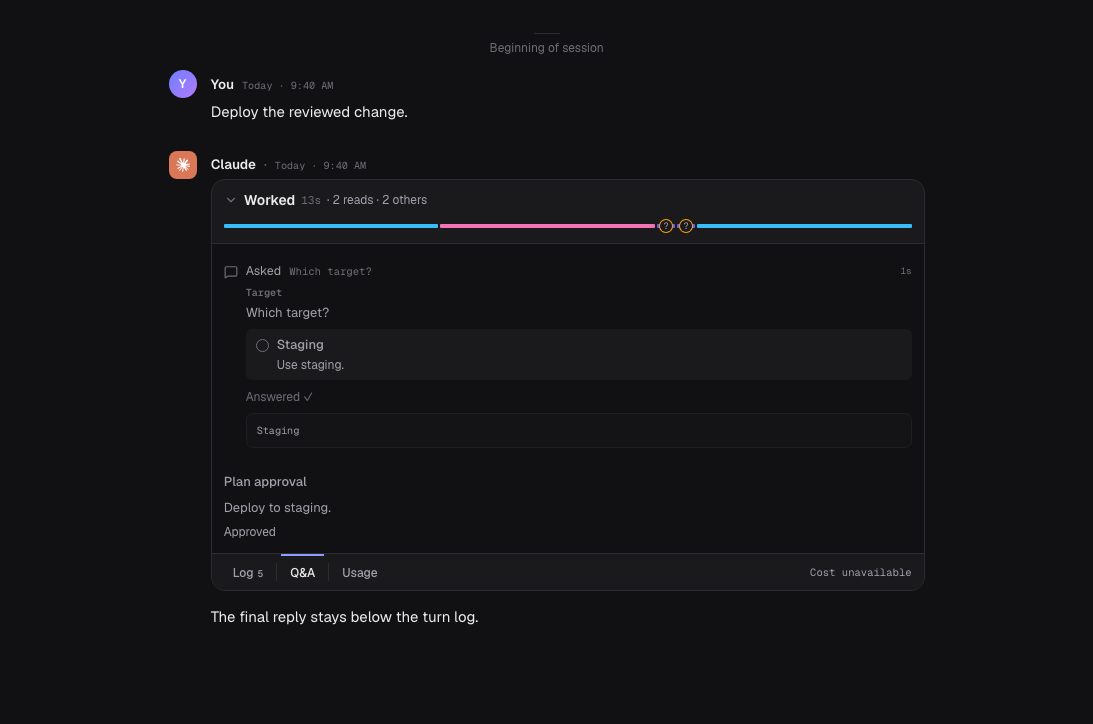 Beginning of session
Y You Today · 9:40 AM
Deploy the reviewed change.
Claude · Today · 9:40 AM
Worked 13s · 2 reads · 2 others
? ?
Asked Which target? 1s
Target
Which target?
Staging
Use staging.
Answered ✓
Staging
Plan approval
Deploy to staging.
Approved
Log 5 Q&A Usage Cost unavailable
The final reply stays below the turn log.